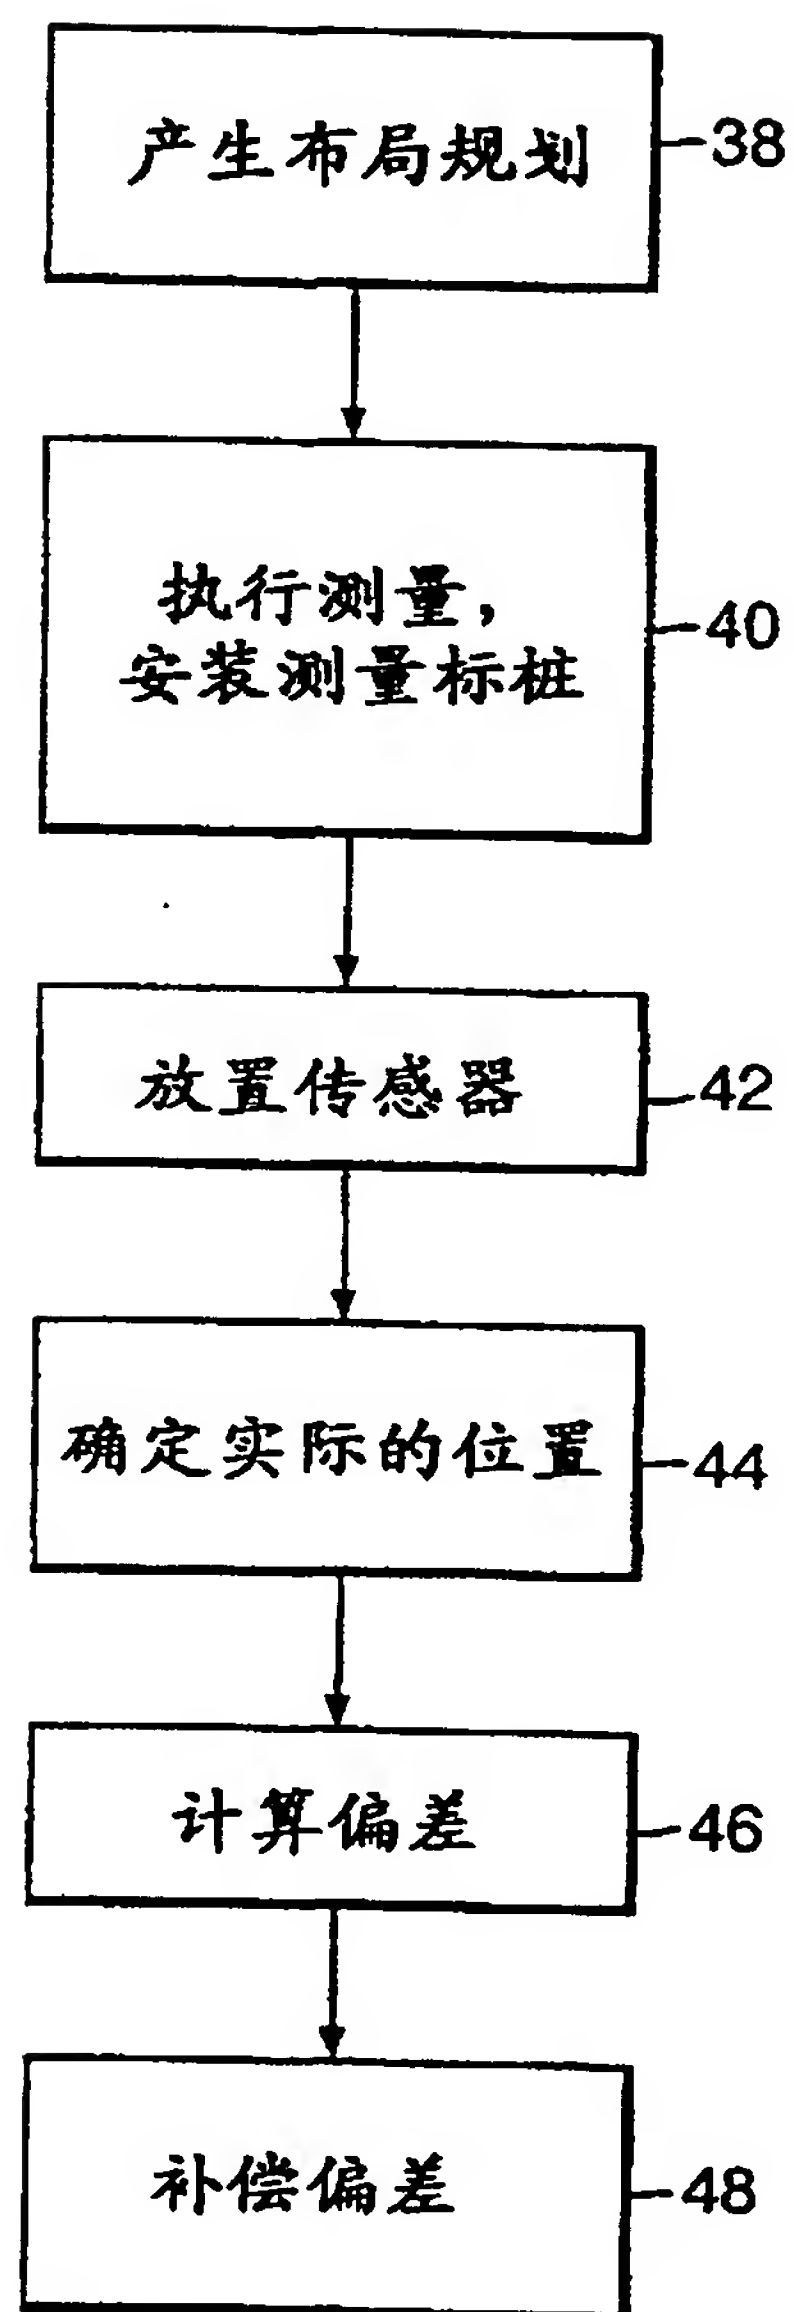 产生布局规划
38
执行测量，
安装测量标桩
40
放置传感器
42
确定实际的位置
44
计算偏差
46
补偿偏差
48